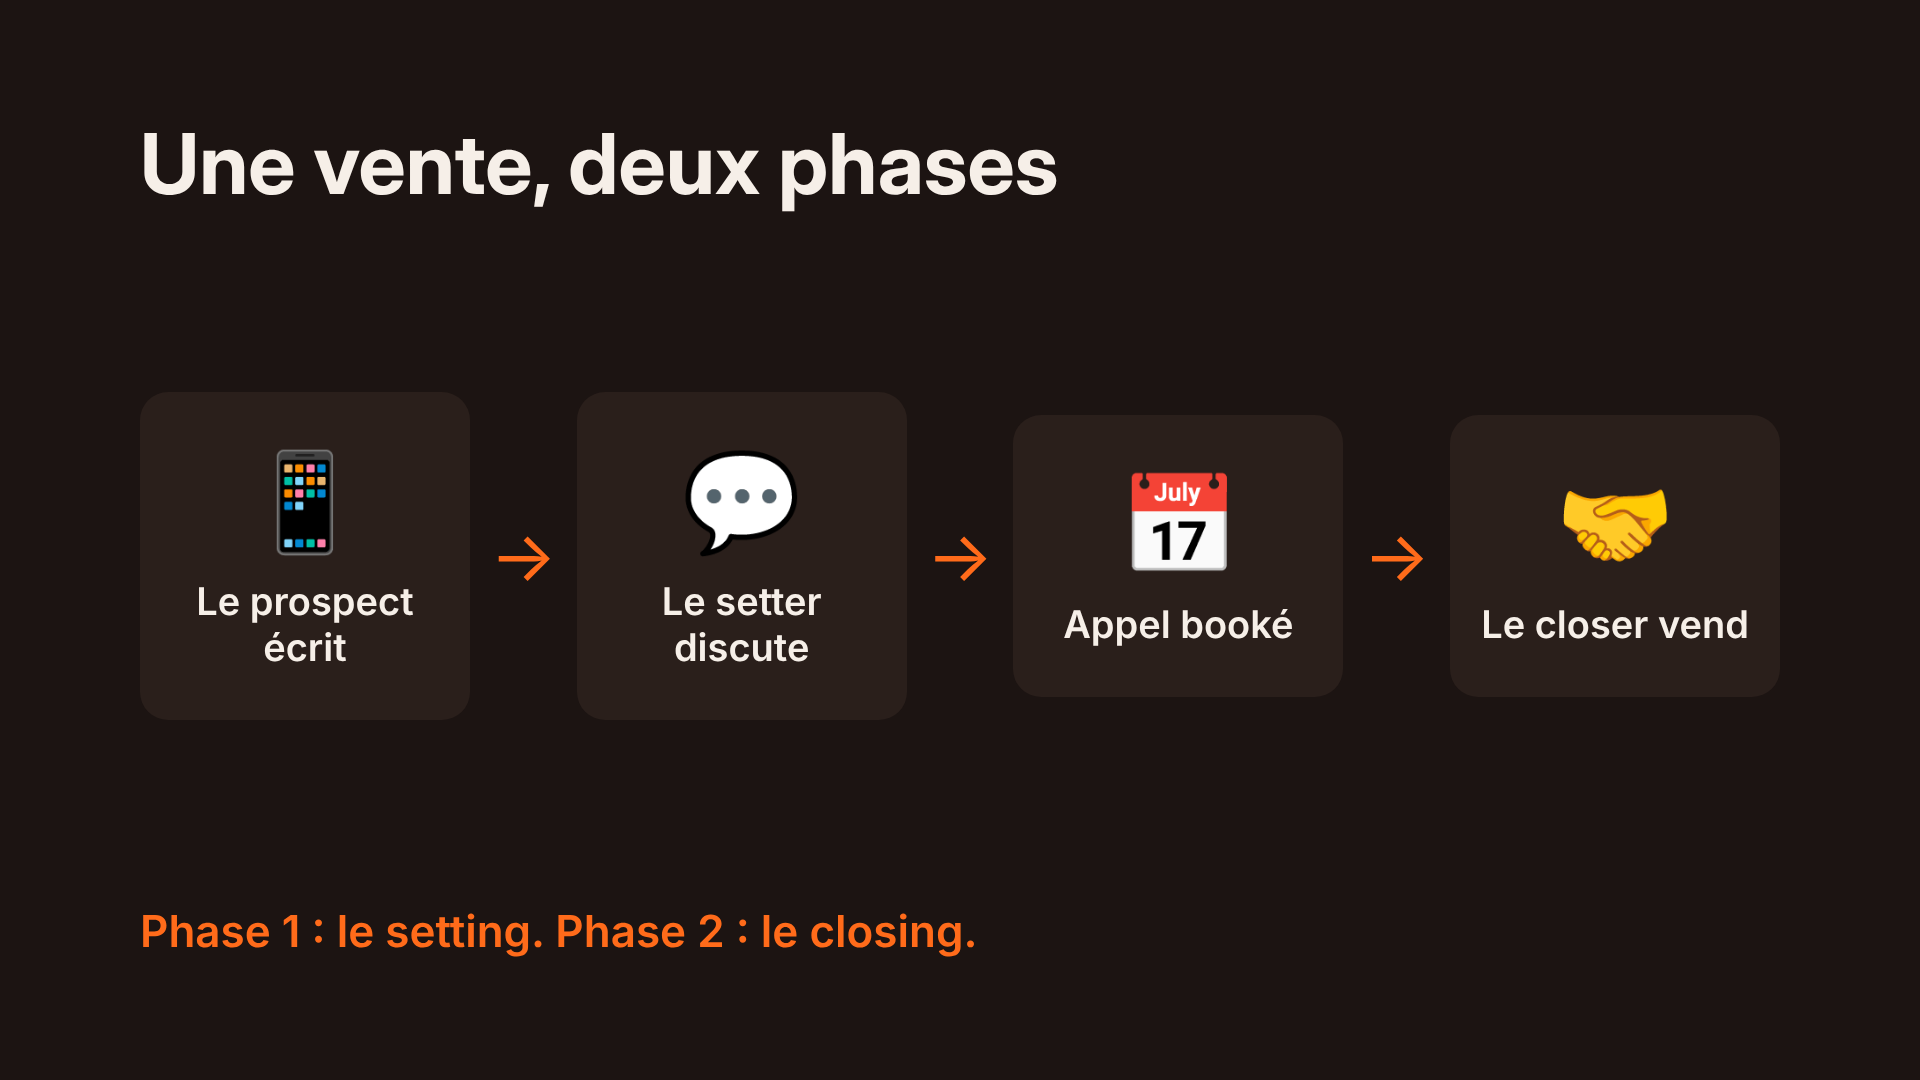 Une vente, deux phases
Le prospect
écrit
Le setter
discute
July
17
Appel booké
Le closer vend
Phase 1 : le setting. Phase 2 : le closing.